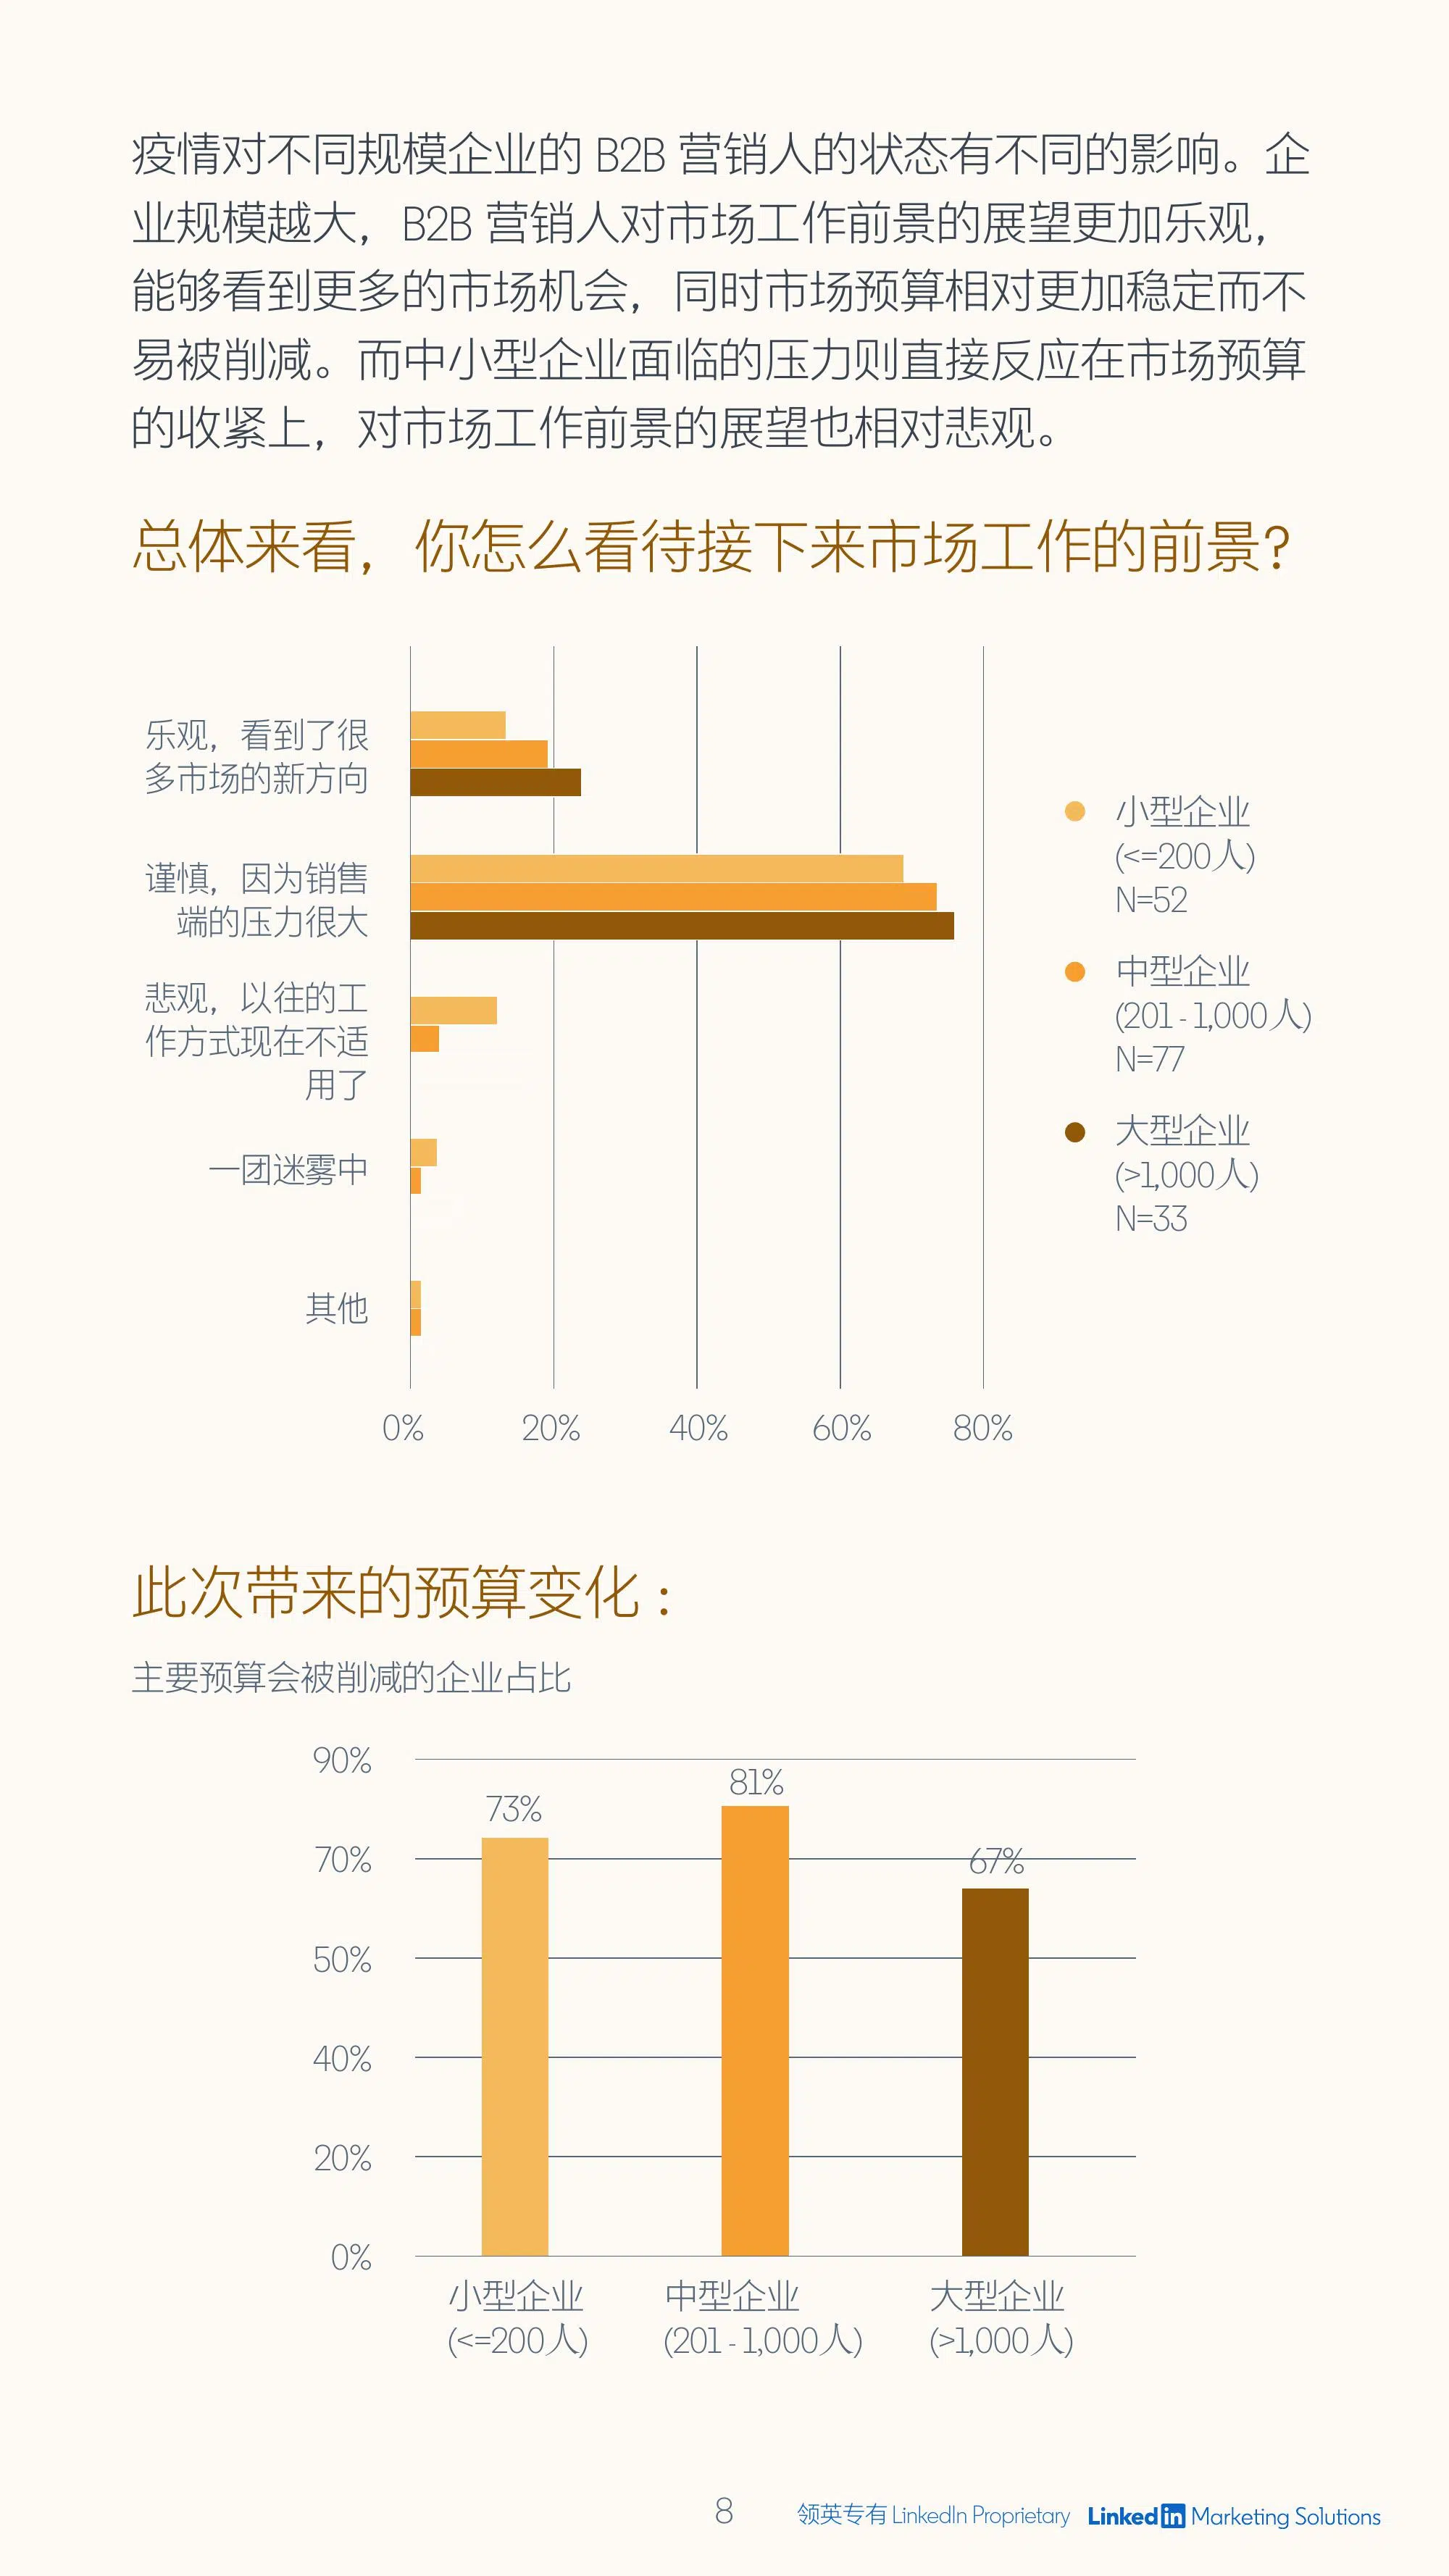 疫情对不同规模企业的 B2B 营销人的状态有不同的影响。企
业规模越大，B2B 营销人对市场工作前景的展望更加乐观，
能够看到更多的市场机会，同时市场预算相对更加稳定而不
易被削减。而中小型企业面临的压力则直接反应在市场预算
的收紧上，对市场工作前景的展望也相对悲观。
总体来看，你怎么看待接下来市场工作的前景?
乐观，看到了很
多市场的新方向
谨慎，因为销售
端的压力很大
悲观，以往的工
作方式现在不适
用了
一团迷雾中
其他
0% 20% 40% 60% 80%
小型企业
(<=200人)
N=52
中型企业
(201 - 1,000人)
N=77
大型企业
(>1,000人)
N=33
此次带来的预算变化：
主要预算会被削减的企业占比
90%
70%
50%
40%
20%
0%
73%
81%
67%
小型企业
(<=200人)
中型企业
(201 - 1,000人)
大型企业
(>1,000人)
8 领英专有 LinkedIn Proprietary Linkedin Marketing Solutions